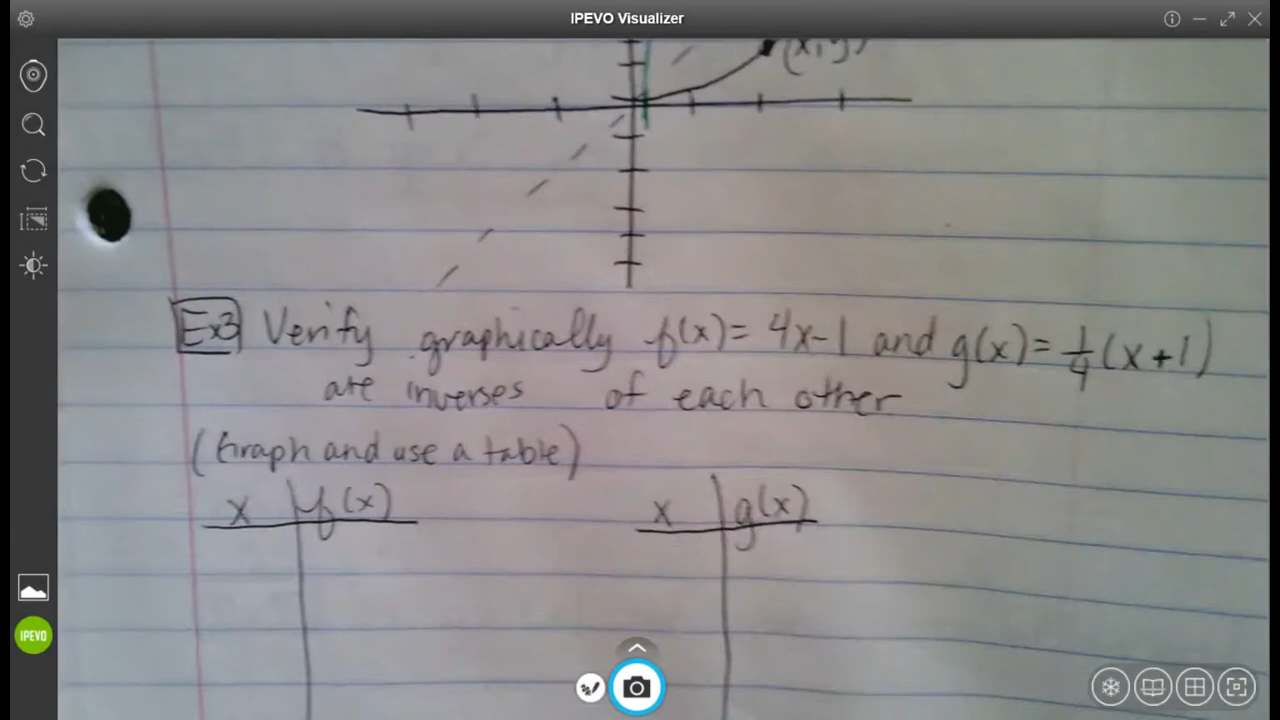 IPEVO Visualizer
(x,y)
Ex3 Verify graphically f(x)= 4x-1 and g(x)= 1/4(x+1)
are inverses of each other
(Graph and use a table)
x f(x) x g(x)
IPEVO